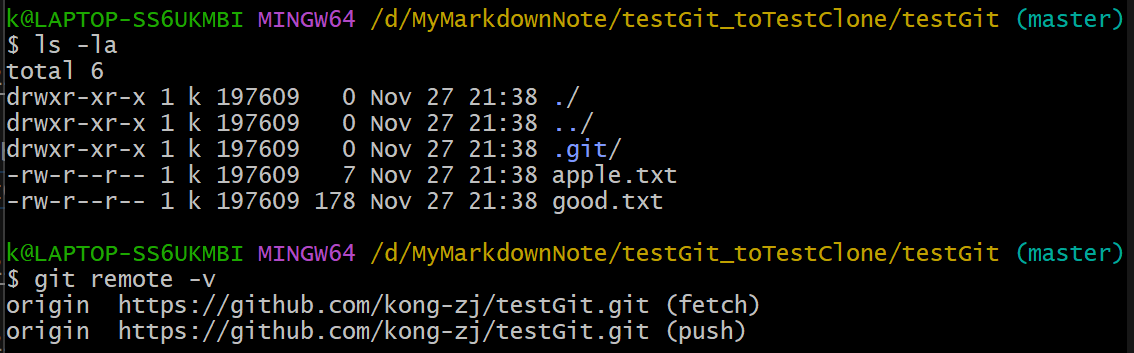 k@LAPTOP-SS6UKMBI MINGW64 /d/MyMarkdownNote/testGit_toTestClone/testGit (master)
$ ls -la
total 6
drwxr-xr-x 1 k 197609   0 Nov 27 21:38 ./
drwxr-xr-x 1 k 197609   0 Nov 27 21:38 ../
drwxr-xr-x 1 k 197609   0 Nov 27 21:38 .git/
-rw-r--r-- 1 k 197609   7 Nov 27 21:38 apple.txt
-rw-r--r-- 1 k 197609 178 Nov 27 21:38 good.txt
k@LAPTOP-SS6UKMBI MINGW64 /d/MyMarkdownNote/testGit_toTestClone/testGit (master)
$ git remote -v
origin  https://github.com/kong-zj/testGit.git (fetch)
origin  https://github.com/kong-zj/testGit.git (push)